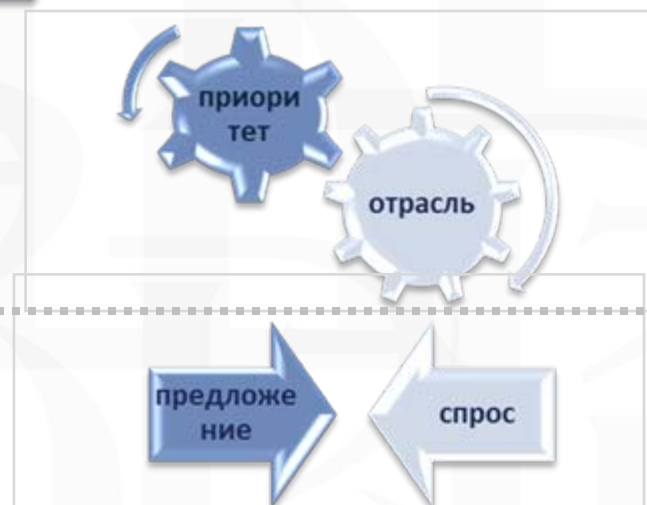 приори
тет
отрасль
предложе
ние
спрос